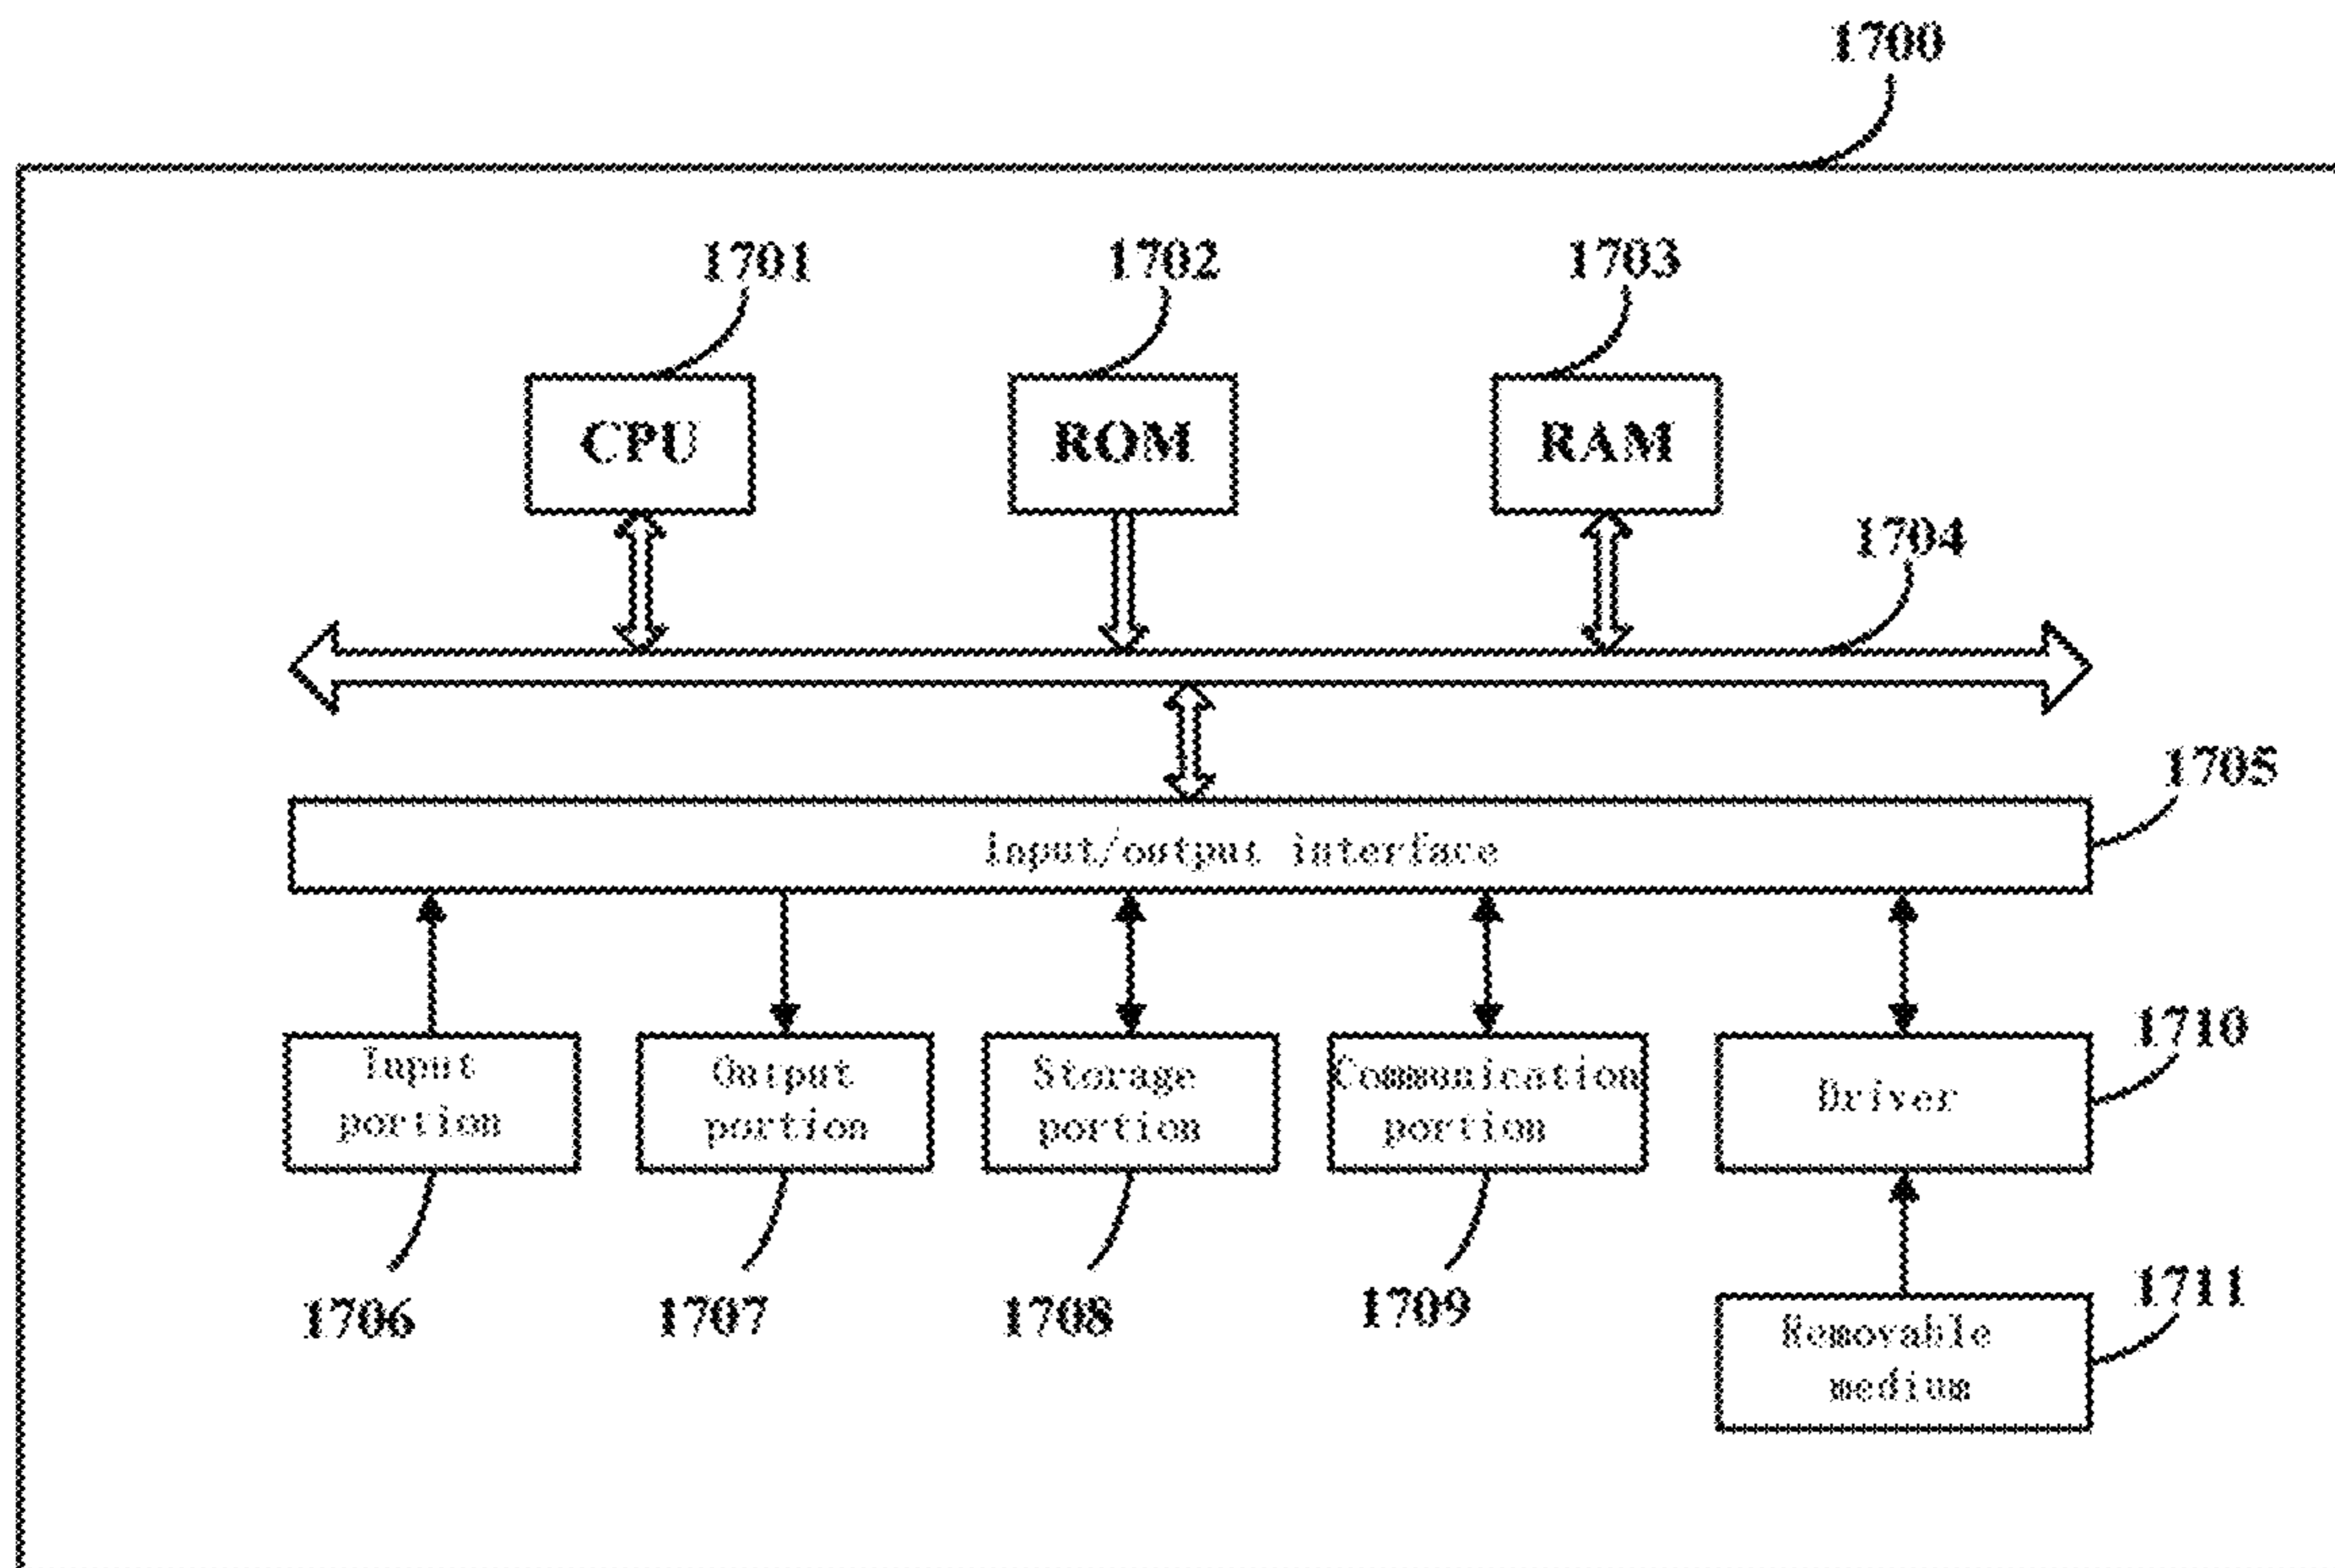 1700
1701
1702
1703
CPU
ROM
RAM
1704
1705
Input/output interface
1710
Input
portion
Output
portion
Storage
portion
Communication
portion
Driver
1706
1707
1708
1709
1711
Removable
medium